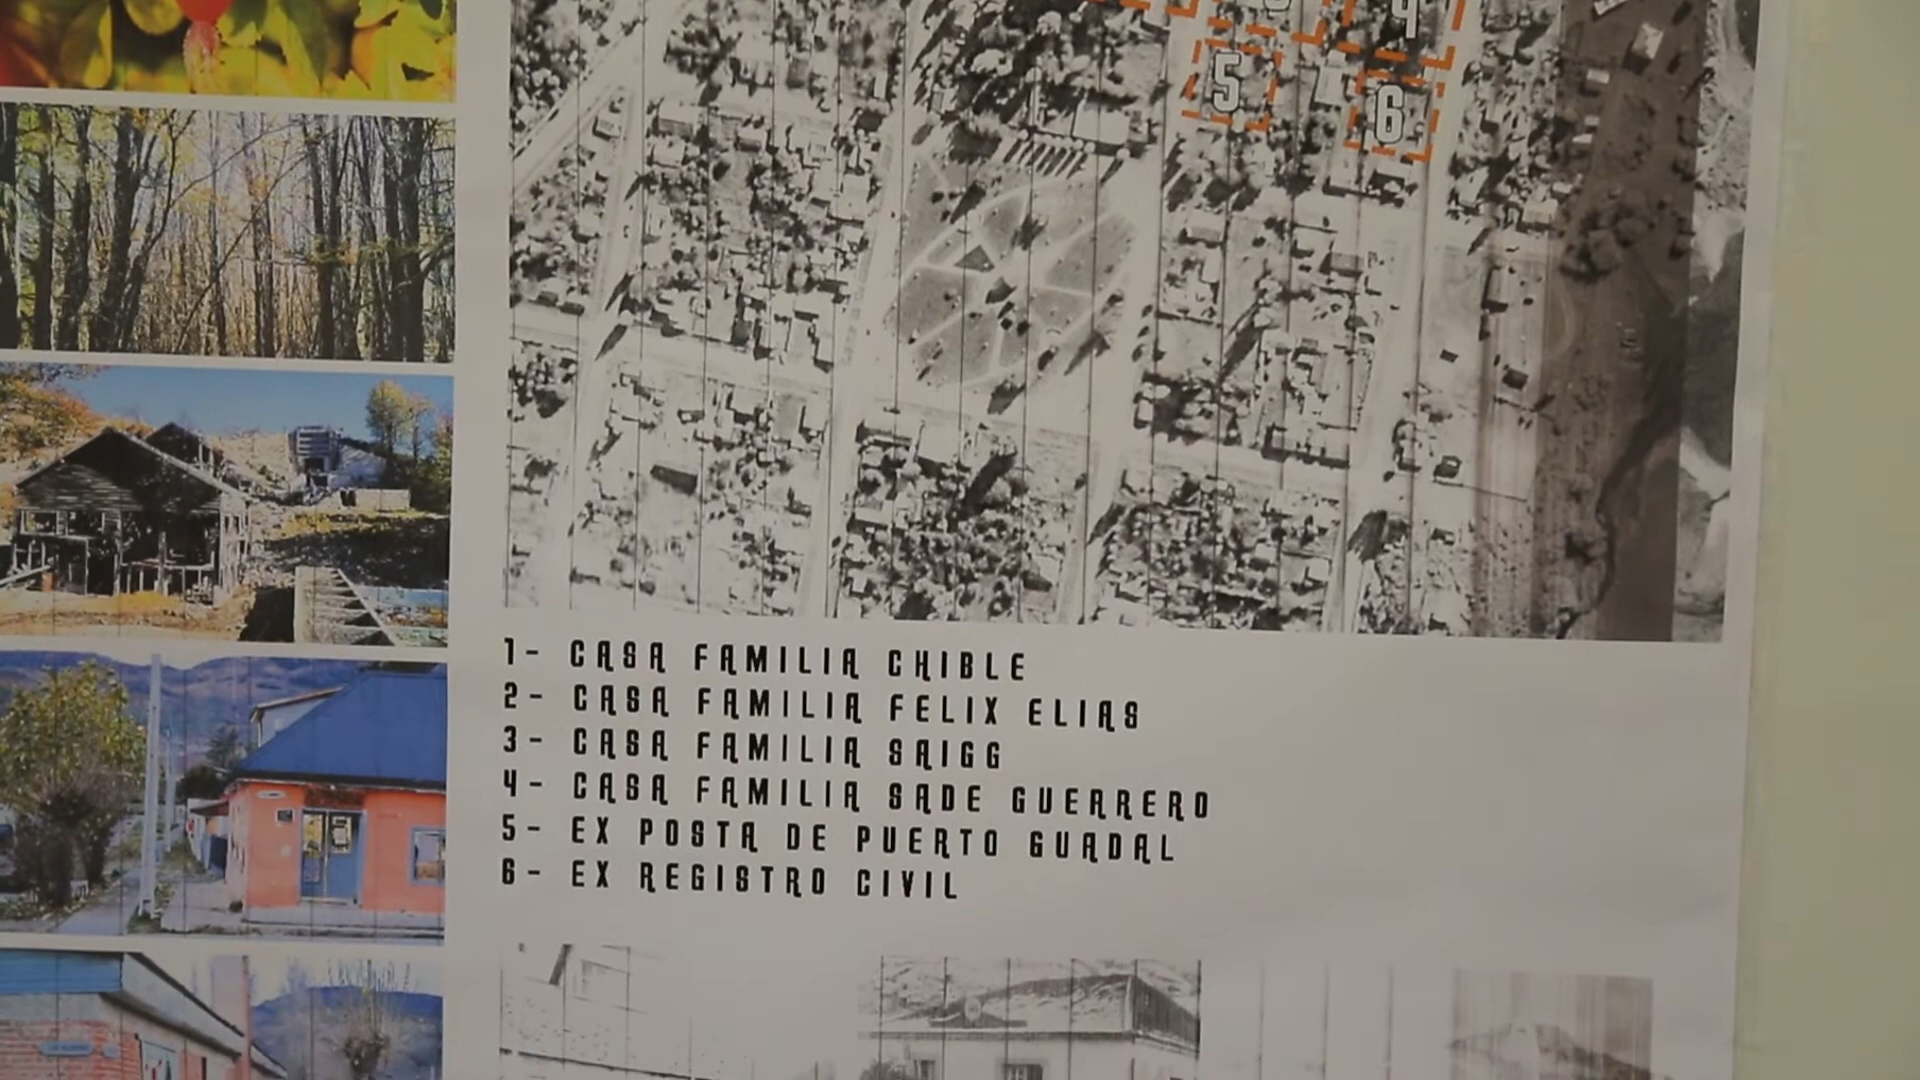 4
5
6
1- CASA FAMILIA CHIBLE
2- CASA FAMILIA FELIX ELIAS
3- CASA FAMILIA SAIGG
4- CASA FAMILIA SADE GUERRERO
5- EX POSTA DE PUERTO GUADAL
6- EX REGISTRO CIVIL